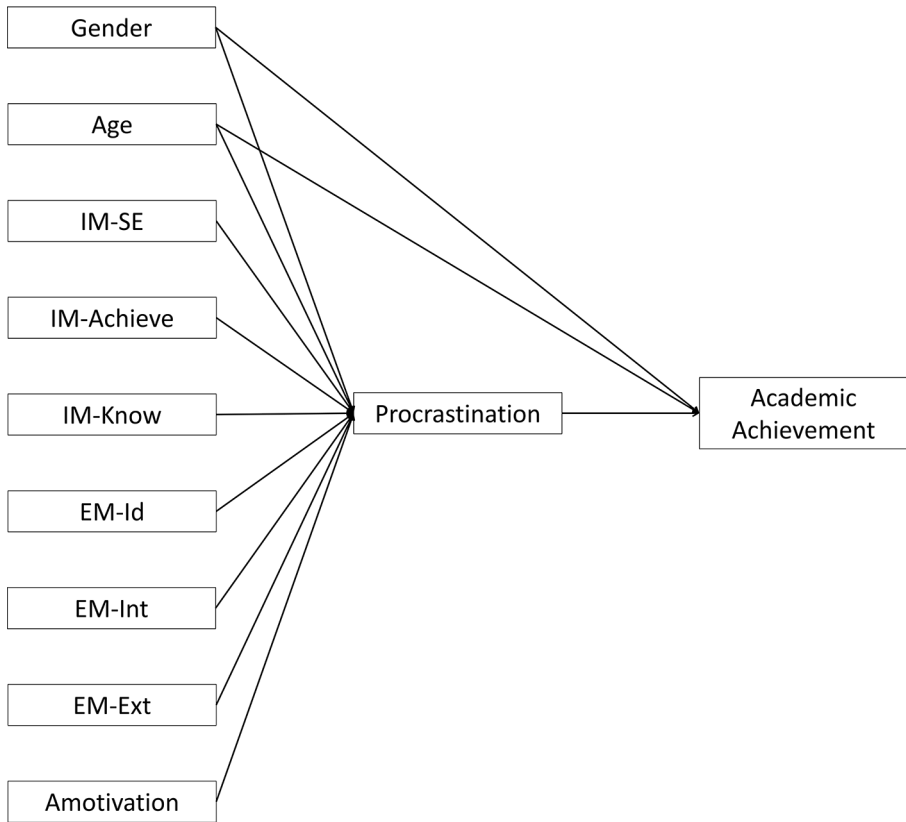 Gender
Age
IM-SE
IM-Achieve
IM-Know
EM-Id
EM-Int
EM-Ext
Amotivation
Procrastination
Academic
Achievement